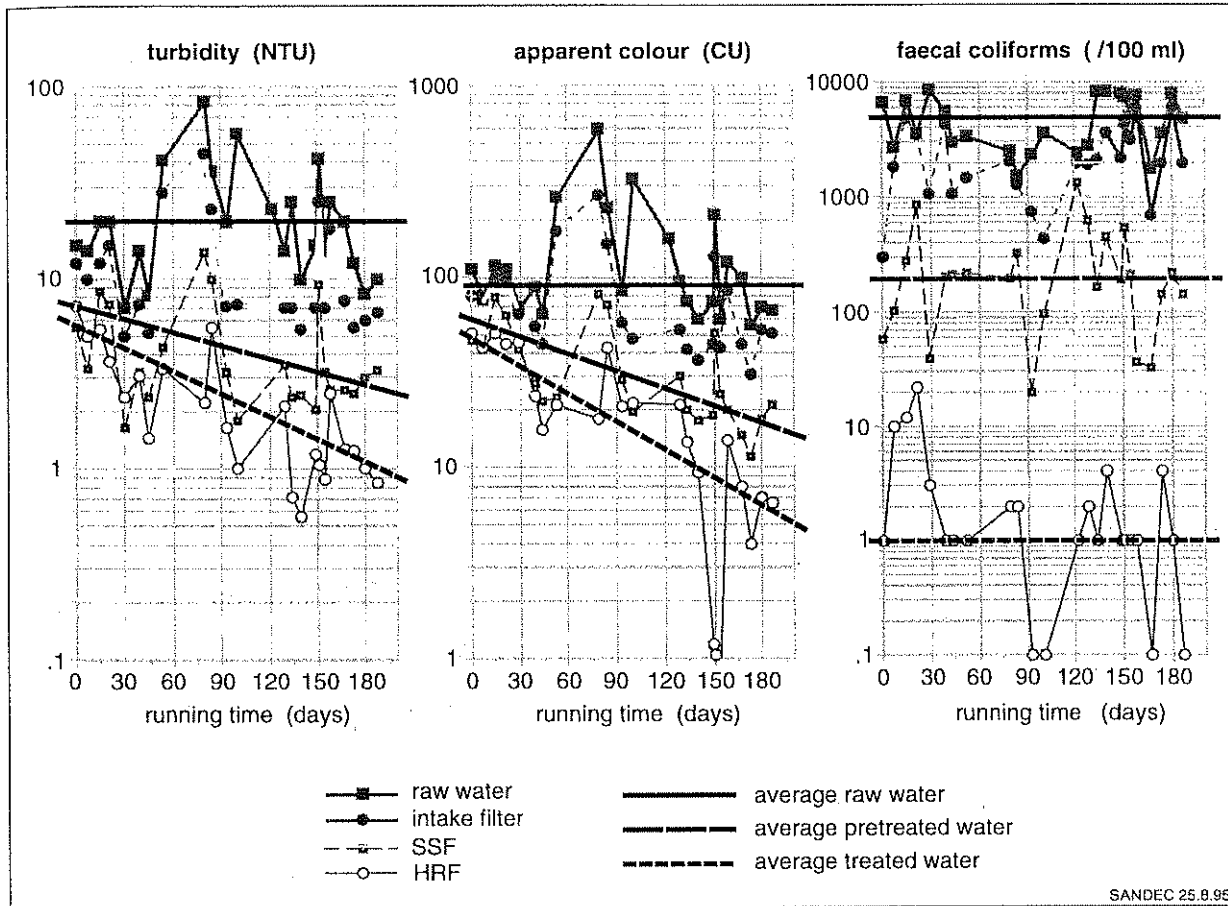 turbidity (NTU)
100
10
1
.1
0 30 60 90 120 150 180
running time (days)
apparent colour (CU)
1000
100
10
1
0 30 60 90 120 150 180
running time (days)
faecal coliforms ( /100 ml)
10000
1000
100
10
1
.1
0 30 60 90 120 150 180
running time (days)
raw water
intake filter
SSF
HRF
average raw water
average pretreated water
average treated water
SANDEC 25.8.95